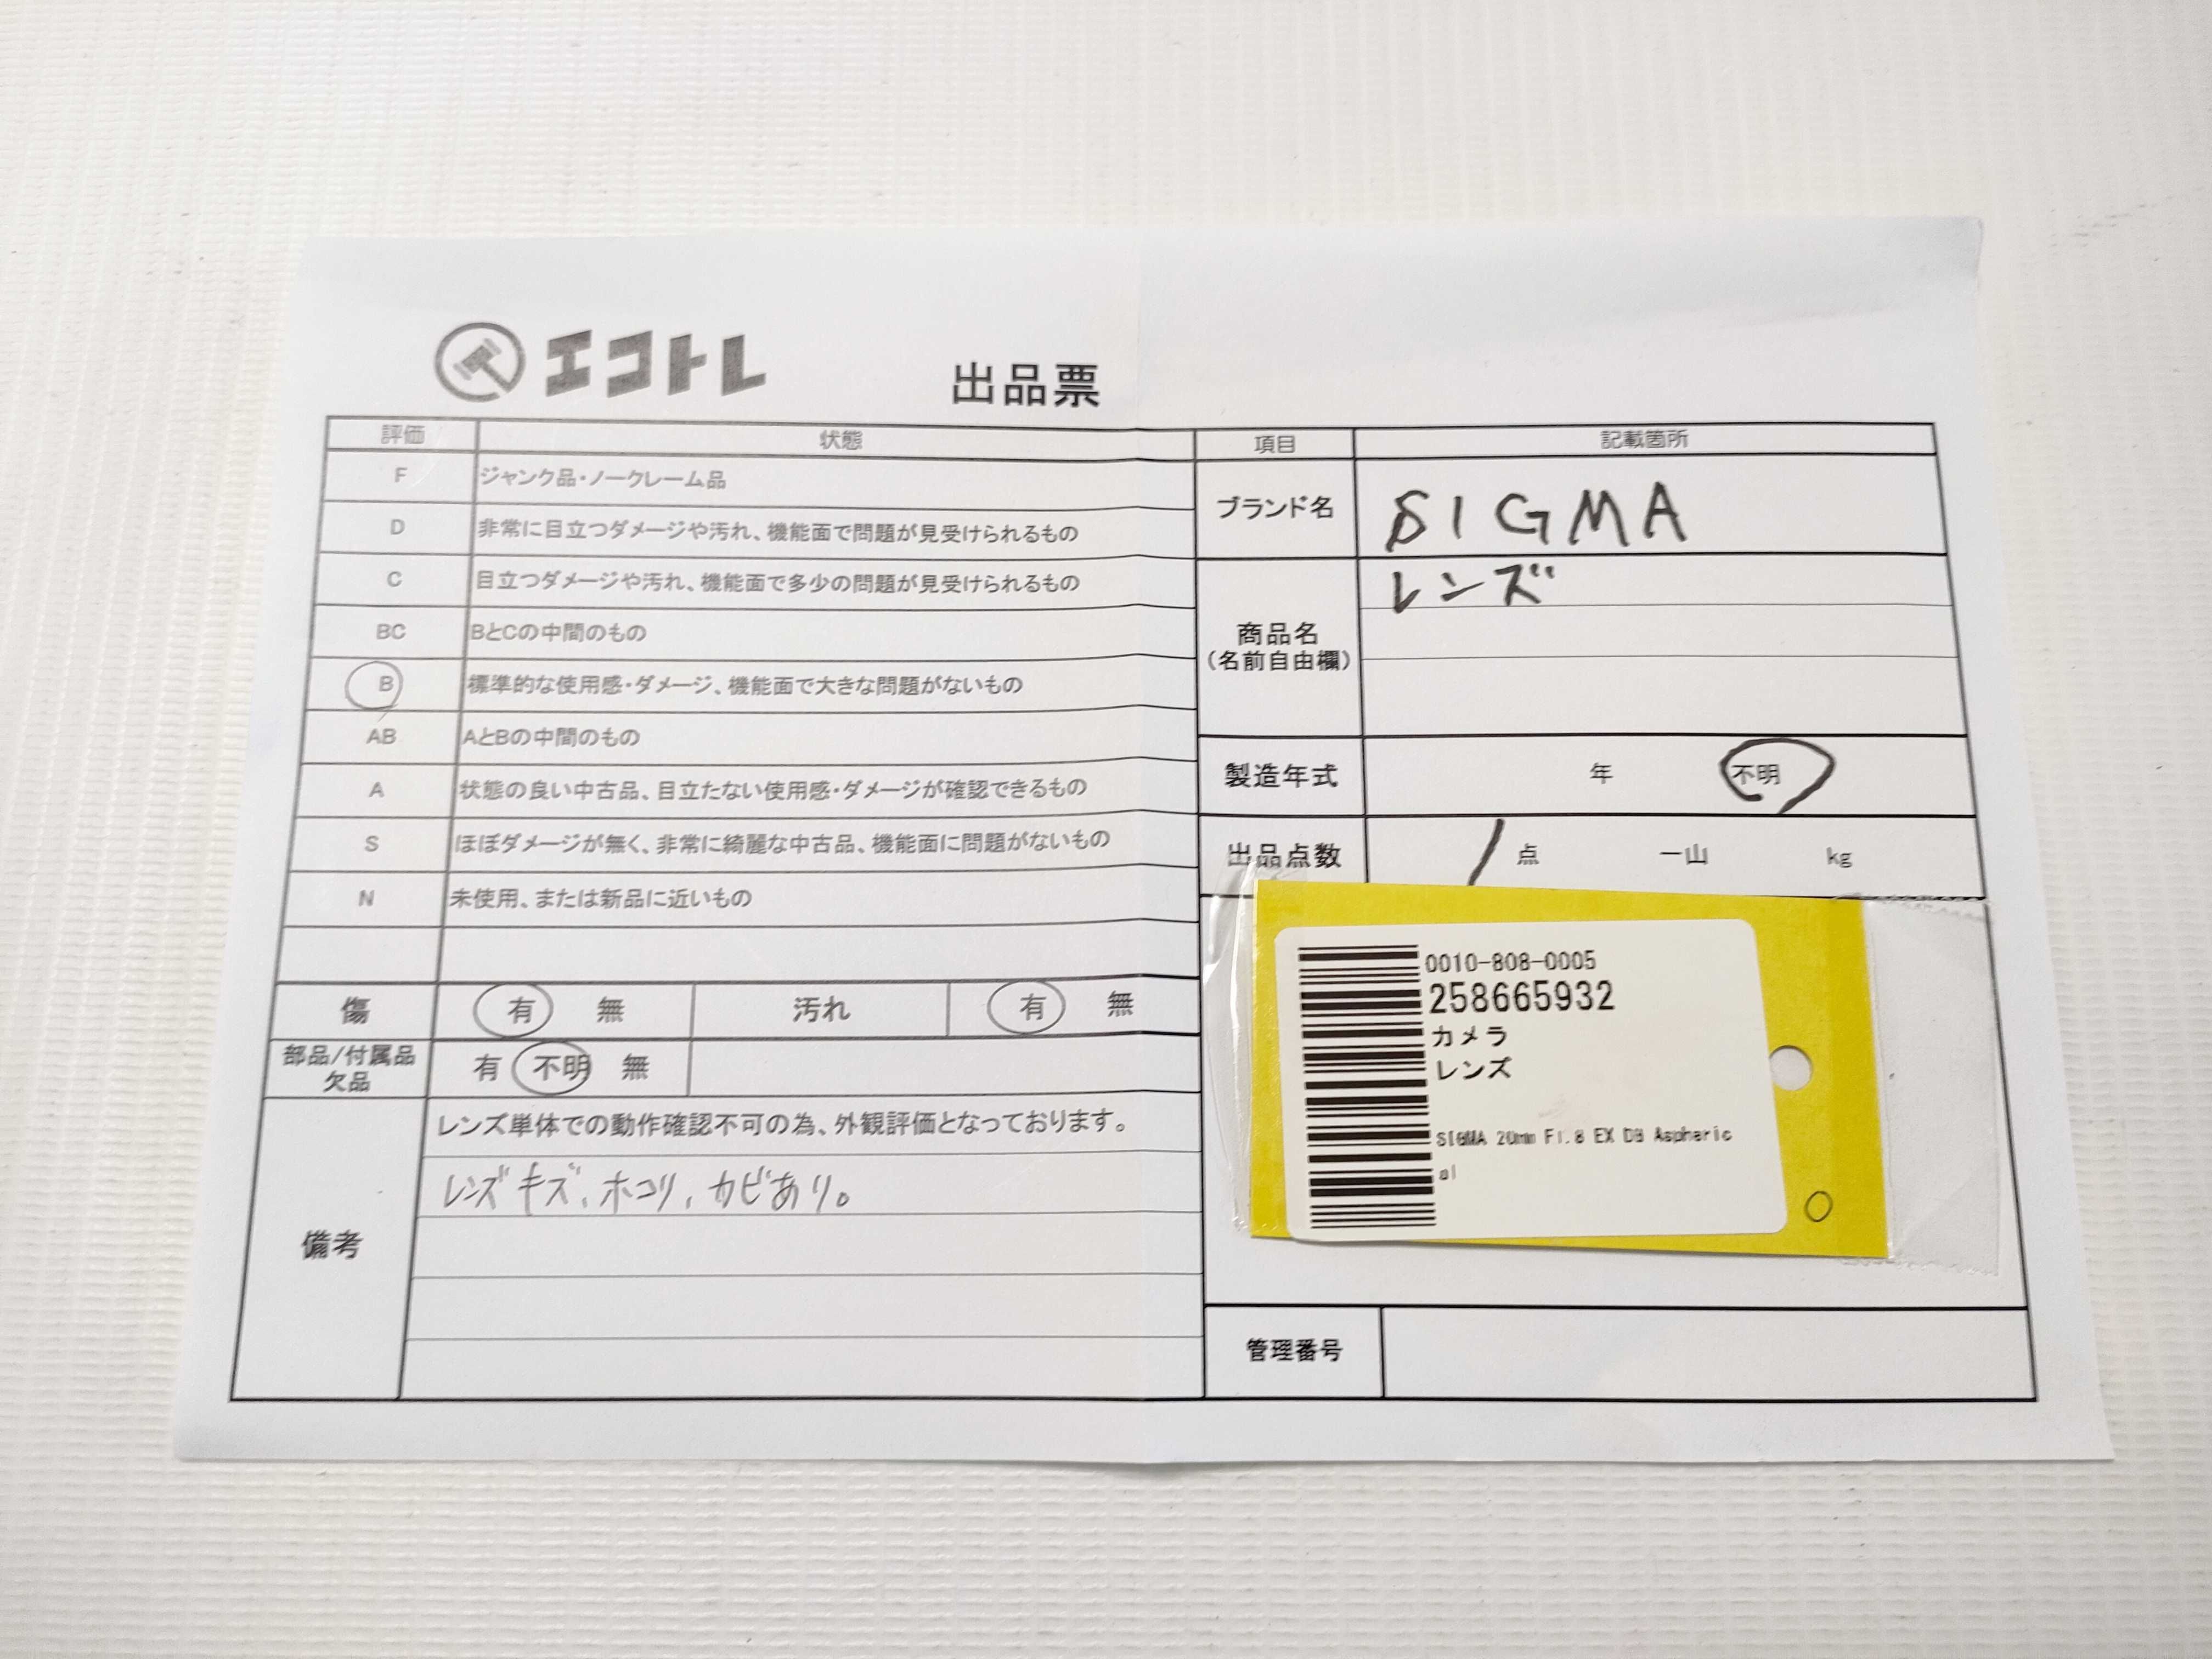 エコトレ
出品票
評価 状態
F ジャンク品・ノークレーム品
D 非常に目立つダメージや汚れ、機能面で問題が見受けられるもの
C 目立つダメージや汚れ、機能面で多少の問題が見受けられるもの
BC BとCの中間のもの
B 標準的な使用感・ダメージ、機能面で大きな問題がないもの
AB AとBの中間のもの
A 状態の良い中古品、目立たない使用感・ダメージが確認できるもの
S ほぼダメージが無く、非常に綺麗な中古品、機能面に問題がないもの
N 未使用、または新品に近いもの
傷 有 無 汚れ 有 無
部品/付属品 欠品 有 不明 無
備考
レンズ単体での動作確認不可の為、外観評価となっております。
レンズキズ、ホコリ、カビあり。
項目 記載箇所
ブランド名 SIGMA
商品名 (名前自由欄) レンズ
製造年式 年 不明
出品点数 1 点 一山 kg
0010-808-0005
258665932
カメラ
レンズ
SIGMA 20mm F1.8 EX DG Aspheric
al
管理番号